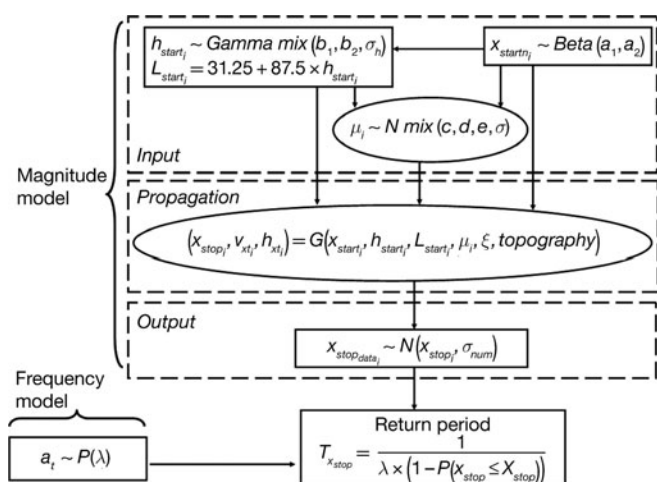 h_start_i ~ Gamma mix (b_1, b_2, σ_h)
L_start_i = 31.25 + 87.5 × h_start_i
x_startn_i ~ Beta (a_1, a_2)
μ_i ~ N mix (c, d, e, σ)
Input
Magnitude
model
Propagation
(x_stop_i, v_xt_i, h_xt_i) = G(x_start_i, h_start_i, L_start_i, μ_i, ξ, topography)
Output
x_stop_data_i ~ N(x_stop_i, σ_num)
Frequency
model
a_t ~ P(λ)
Return period
T_x_stop = 1 / (λ × (1 − P(x_stop ≤ X_stop)))